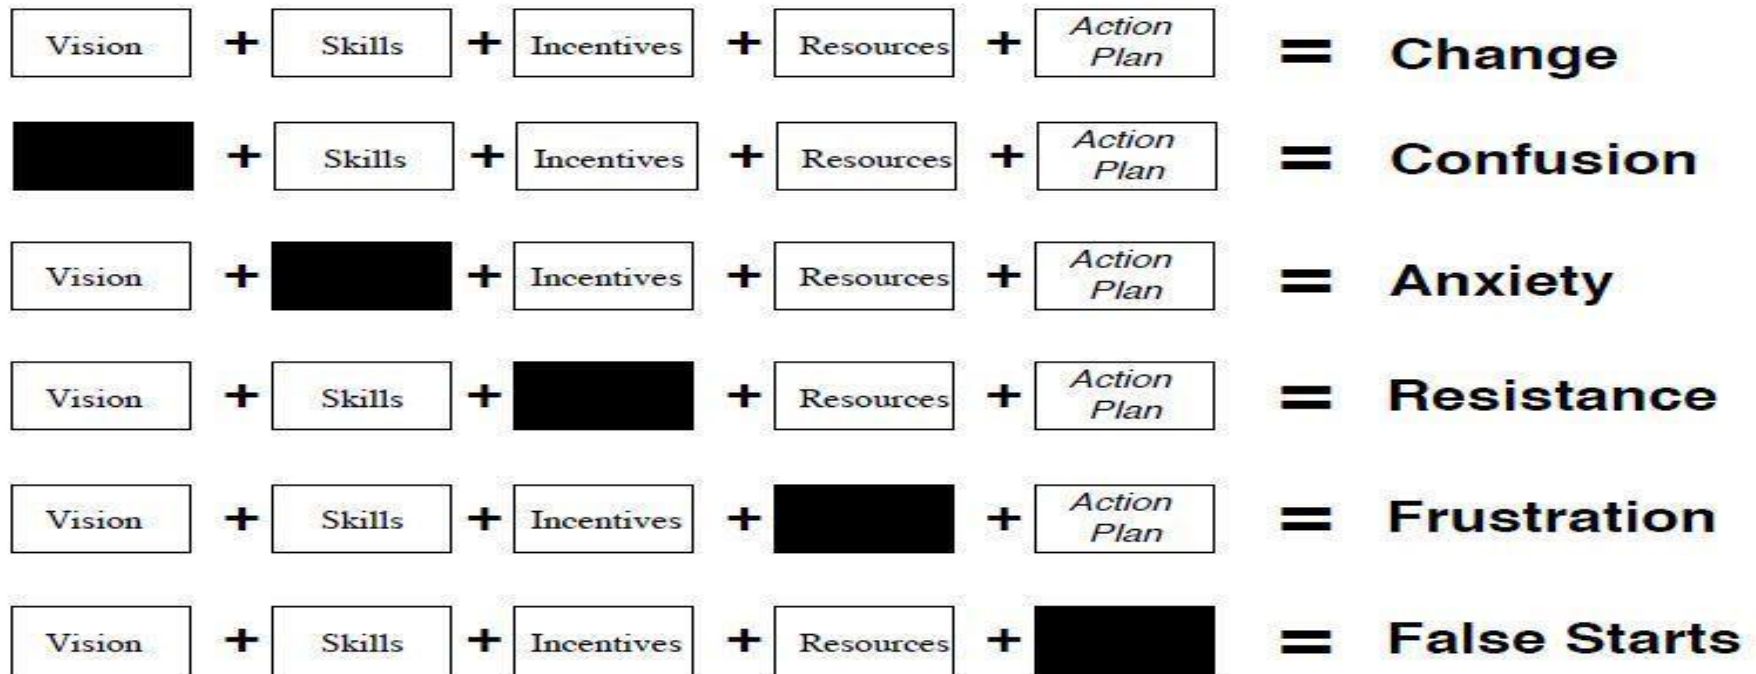 Vision + Skills + Incentives + Resources + Action Plan = Change
+ Skills + Incentives + Resources + Action Plan = Confusion
Vision + + Incentives + Resources + Action Plan = Anxiety
Vision + Skills + + Resources + Action Plan = Resistance
Vision + Skills + Incentives + + Action Plan = Frustration
Vision + Skills + Incentives + Resources + = False Starts